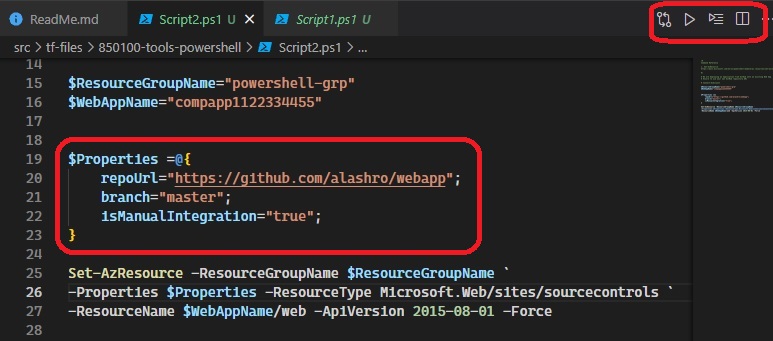 ReadMe.md
Script2.ps1 U
Script1.ps1 U
src > tf-files > 850100-tools-powershell > Script2.ps1 > ...
14
15 $ResourceGroupName="powershell-grp"
16 $WebAppName="compapp1122334455"
17
18
19 $Properties =@{
20 repoUrl="https://github.com/alashro/webapp";
21 branch="master";
22 isManualIntegration="true";
23 }
24
25 Set-AzResource -ResourceGroupName $ResourceGroupName `
26 -Properties $Properties -ResourceType Microsoft.Web/sites/sourcecontrols `
27 -ResourceName $WebAppName/web -ApiVersion 2015-08-01 -Force
28